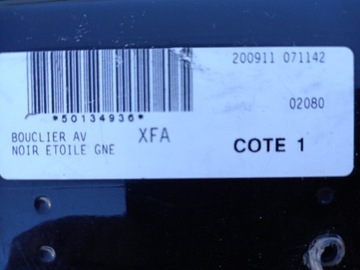 200911 071142
*50134936*
02080
BOUCLIER AV
XFA
NOIR ETOILE GNE
COTE 1